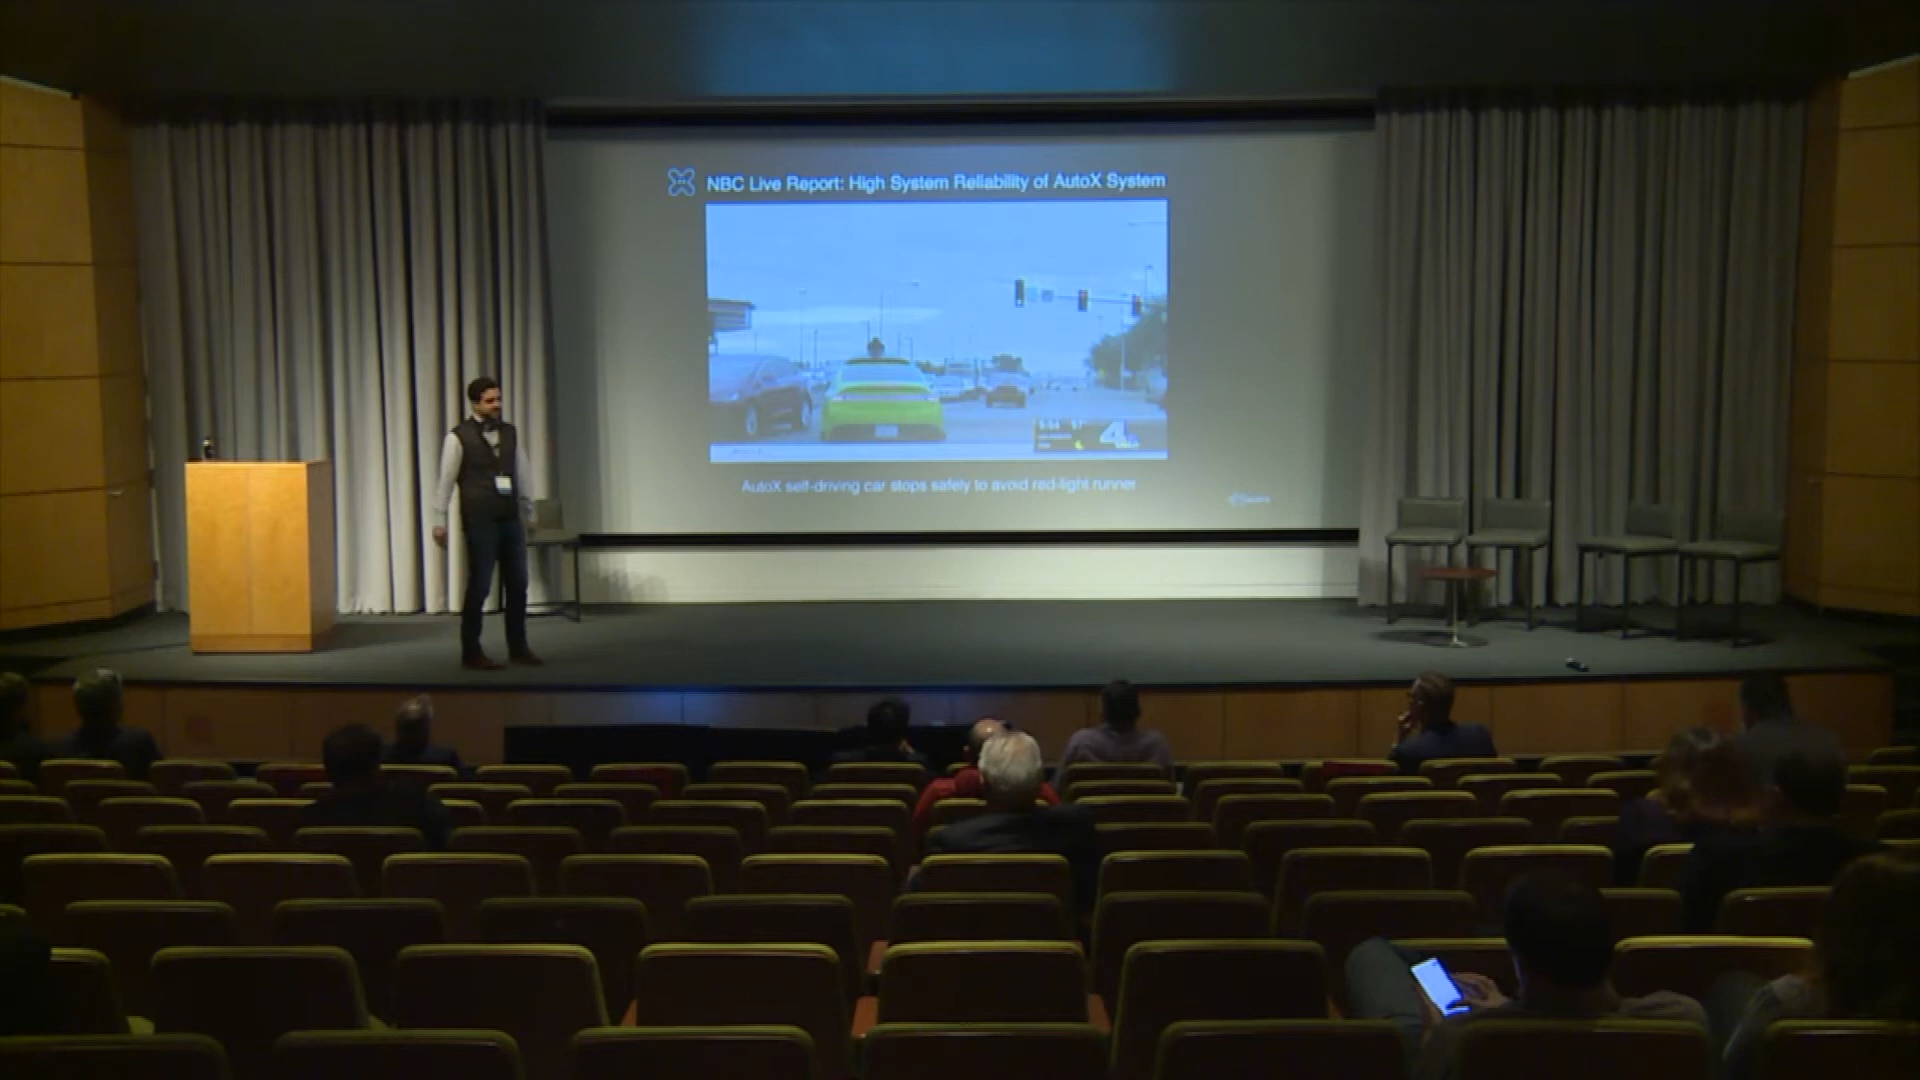 NBC Live Report: High System Reliability of AutoX System
4
AutoX self-driving car stops safely to avoid red-light runner